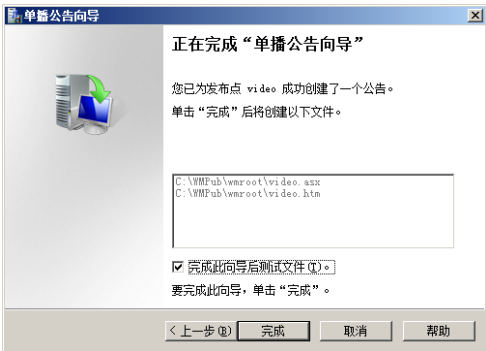 单播公告向导
正在完成“单播公告向导”
您已为发布点 video 成功创建了一个公告。
单击“完成”后将创建以下文件。
C:\WMPub\wmroot\video.asx
C:\WMPub\wmroot\video.htm
完成此向导后测试文件(T)。
要完成此向导，单击“完成”。
<上一步(B) 完成 取消 帮助